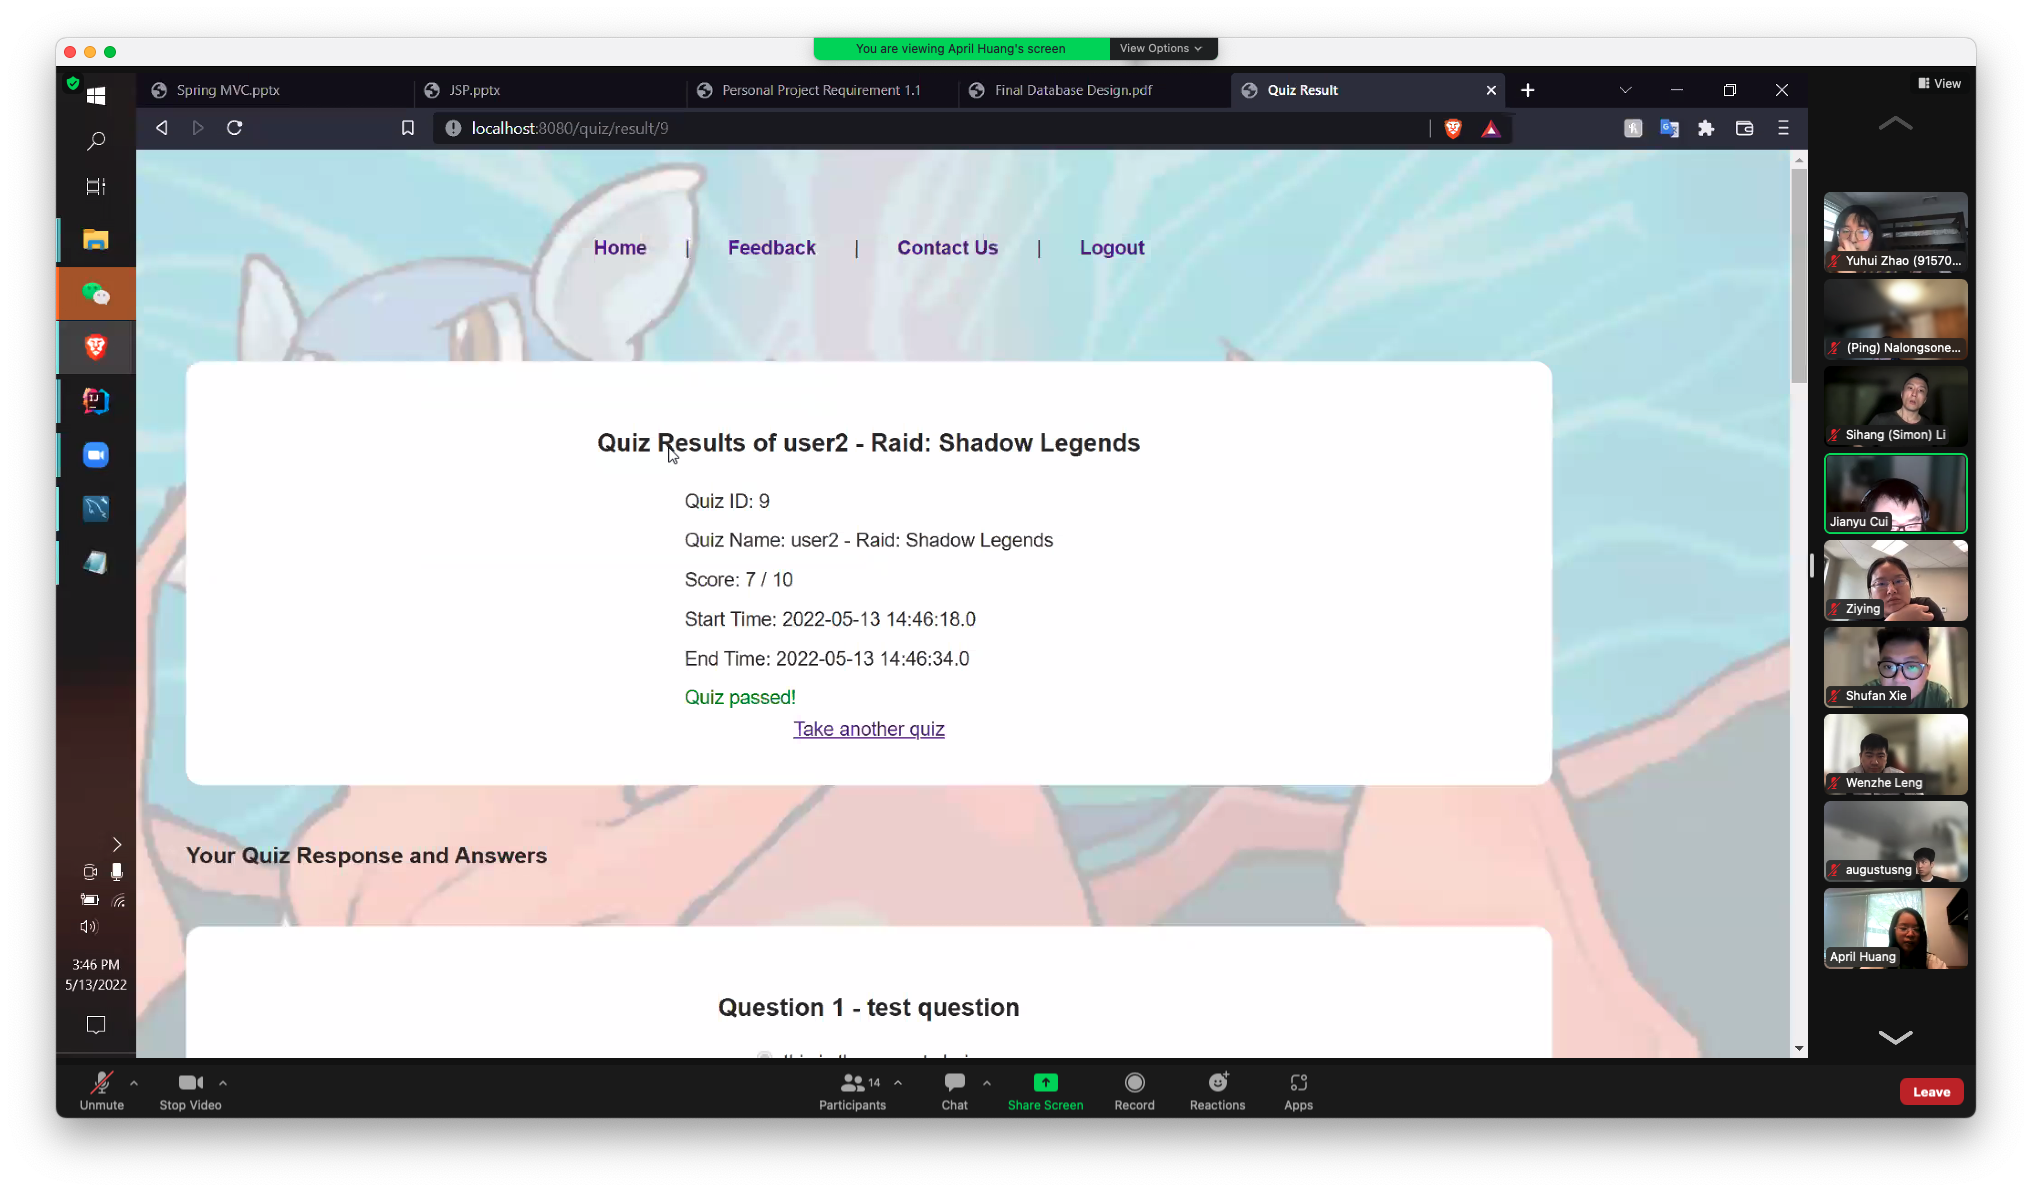 You are viewing April Huang's screen
View Options
View
Spring MVC.pptx
JSP.pptx
Personal Project Requirement 1.1
Final Database Design.pdf
Quiz Result
localhost:8080/quiz/result/9
Home | Feedback | Contact Us | Logout
Quiz Results of user2 - Raid: Shadow Legends
Quiz ID: 9
Quiz Name: user2 - Raid: Shadow Legends
Score: 7 / 10
Start Time: 2022-05-13 14:46:18.0
End Time: 2022-05-13 14:46:34.0
Quiz passed!
Take another quiz
Your Quiz Response and Answers
Question 1 - test question
3:46 PM
5/13/2022
Yuhui Zhao (91570...
(Ping) Nalongsone...
Sihang (Simon) Li
Jianyu Cui
Ziying
Shufan Xie
Wenzhe Leng
augustusng
April Huang
Unmute
Stop Video
14
Participants
Chat
Share Screen
Record
Reactions
Apps
Leave